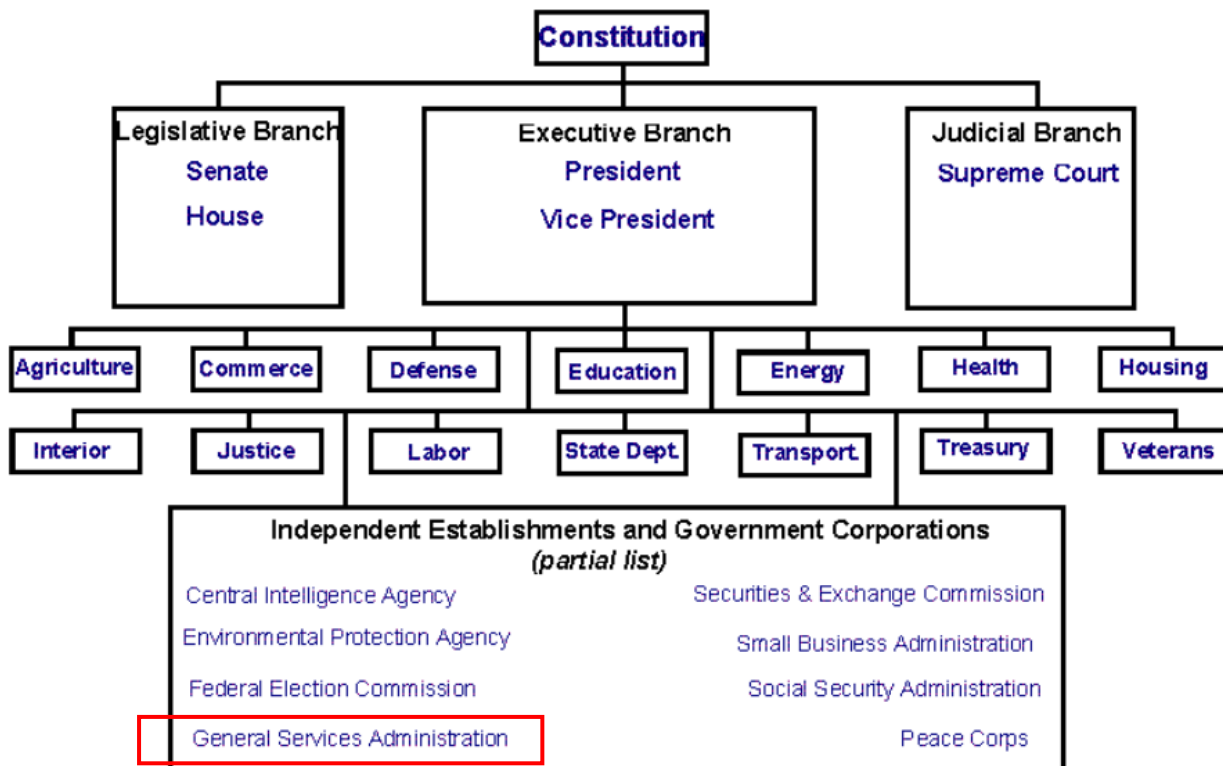 Constitution
Legislative Branch
Senate
House
Executive Branch
President
Vice President
Judicial Branch
Supreme Court
Agriculture
Commerce
Defense
Education
Energy
Health
Housing
Interior
Justice
Labor
State Dept.
Transport.
Treasury
Veterans
Independent Establishments and Government Corporations
(partial list)
Central Intelligence Agency
Environmental Protection Agency
Federal Election Commission
General Services Administration
Securities & Exchange Commission
Small Business Administration
Social Security Administration
Peace Corps